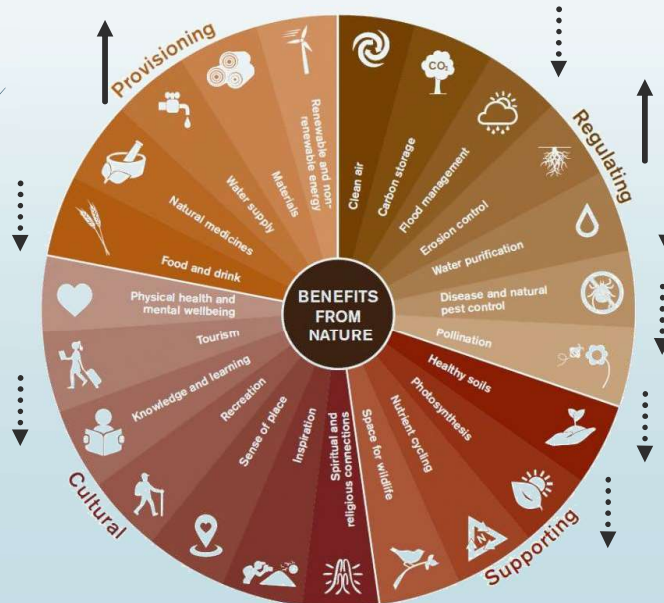 Provisioning
Renewable and non-
renewable energy
Materials
Water supply
Natural medicines
Food and drink
Regulating
Clean air
CO₂
Carbon storage
Flood management
Erosion control
Water purification
Disease and natural
pest control
Pollination
BENEFITS
FROM
NATURE
Supporting
Healthy soils
Photosynthesis
Nutrient cycling
N
Space for wildlife
Cultural
Physical health and
mental wellbeing
Tourism
Knowledge and learning
Recreation
Sense of place
Inspiration
Spiritual and
religious connections